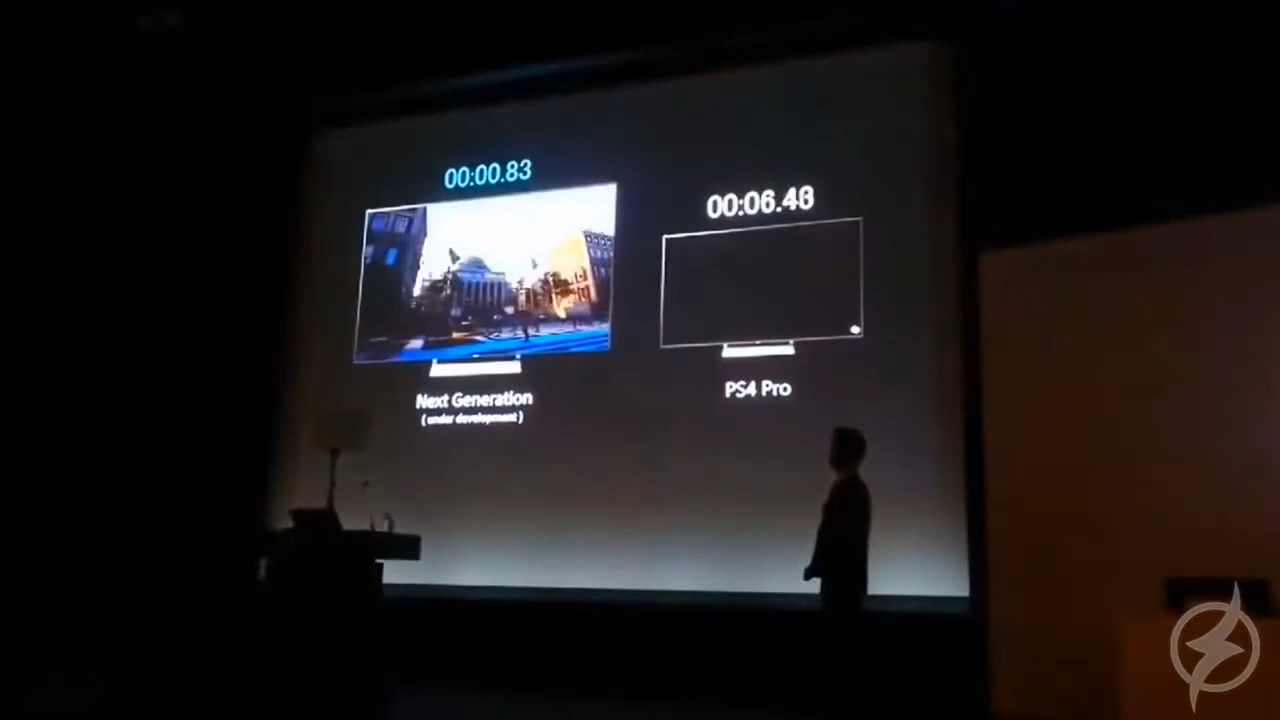 00:00.83
00:06.48
Next Generation
( under development )
PS4 Pro